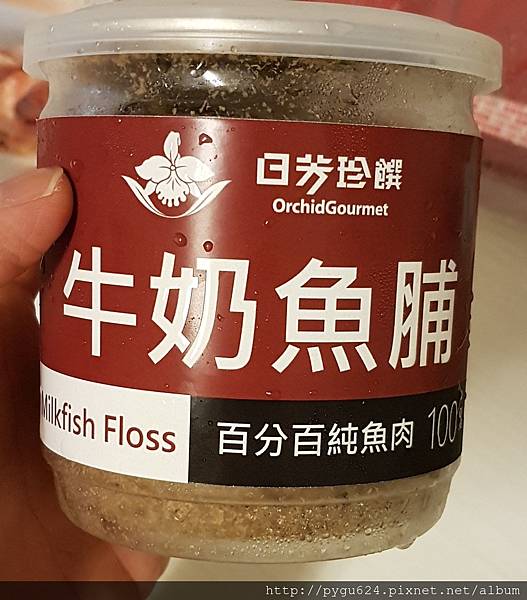 日芳珍饌
OrchidGourmet
牛奶魚脯
Milkfish Floss
百分百純魚肉 100%
http://pygu624.pixnet.net/album